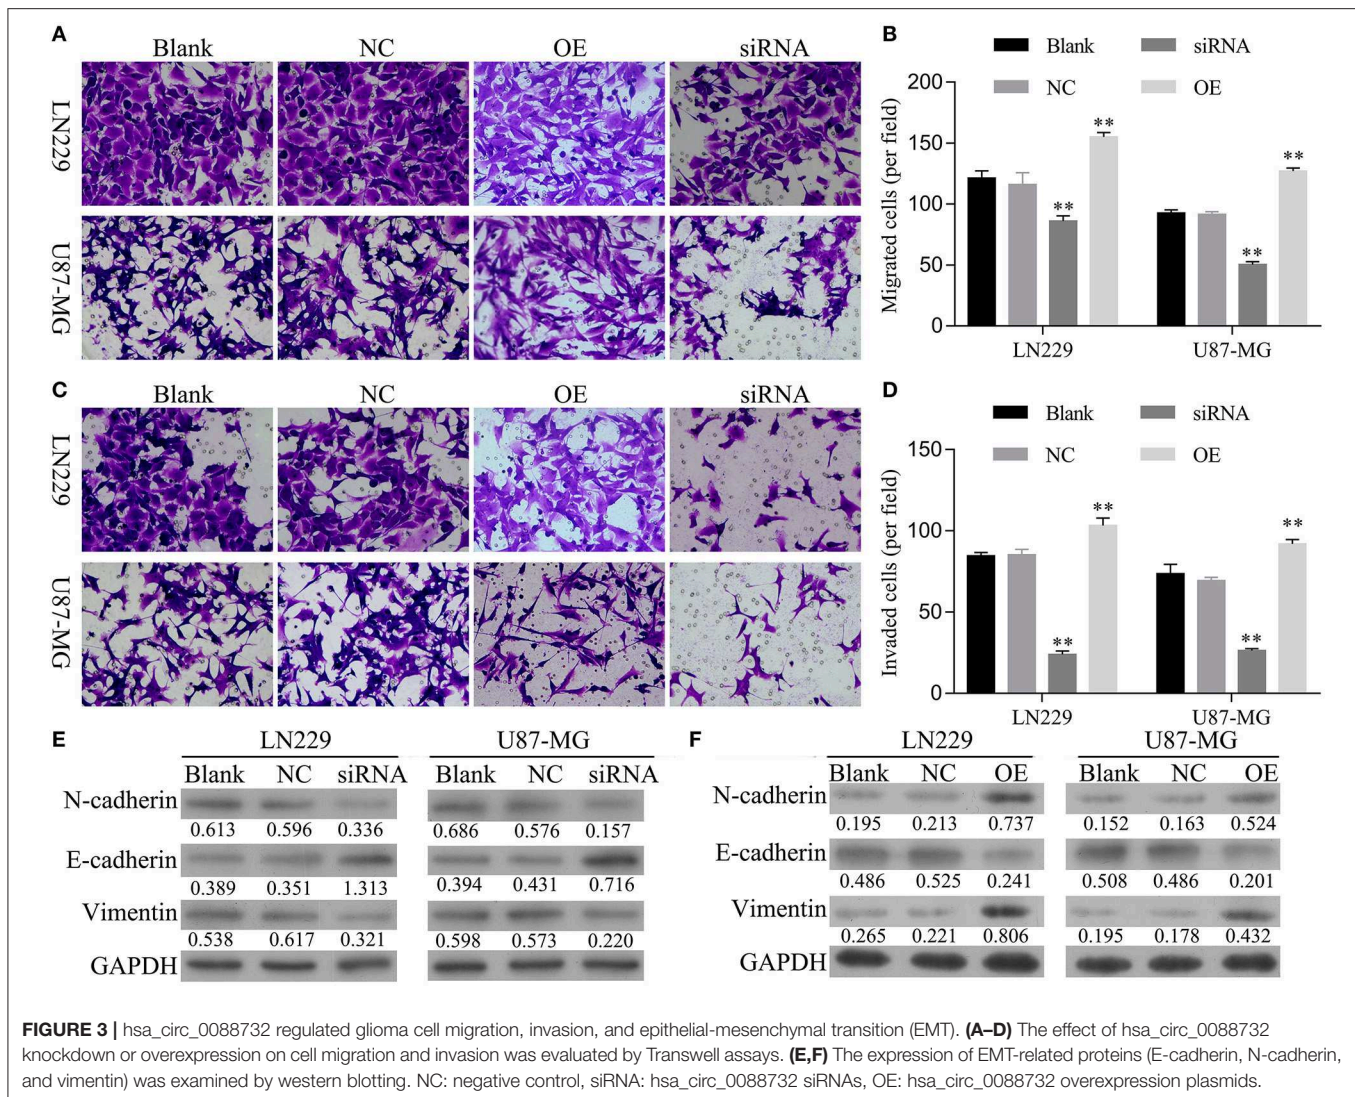 A
Blank NC OE siRNA
LN229
U87-MG
B
Blank siRNA
NC OE
Migrated cells (per field)
200
150
100
50
0
** ** ** **
LN229 U87-MG
C
Blank NC OE siRNA
LN229
U87-MG
D
Blank siRNA
NC OE
Invaded cells (per field)
150
100
50
0
** ** ** **
LN229 U87-MG
E
LN229 U87-MG
Blank NC siRNA Blank NC siRNA
N-cadherin
0.613 0.596 0.336 0.686 0.576 0.157
E-cadherin
0.389 0.351 1.313 0.394 0.431 0.716
Vimentin
0.538 0.617 0.321 0.598 0.573 0.220
GAPDH
F
LN229 U87-MG
Blank NC OE Blank NC OE
N-cadherin
0.195 0.213 0.737 0.152 0.163 0.524
E-cadherin
0.486 0.525 0.241 0.508 0.486 0.201
Vimentin
0.265 0.221 0.806 0.195 0.178 0.432
GAPDH
FIGURE 3 | hsa_circ_0088732 regulated glioma cell migration, invasion, and epithelial-mesenchymal transition (EMT). (A–D) The effect of hsa_circ_0088732
knockdown or overexpression on cell migration and invasion was evaluated by Transwell assays. (E,F) The expression of EMT-related proteins (E-cadherin, N-cadherin,
and vimentin) was examined by western blotting. NC: negative control, siRNA: hsa_circ_0088732 siRNAs, OE: hsa_circ_0088732 overexpression plasmids.